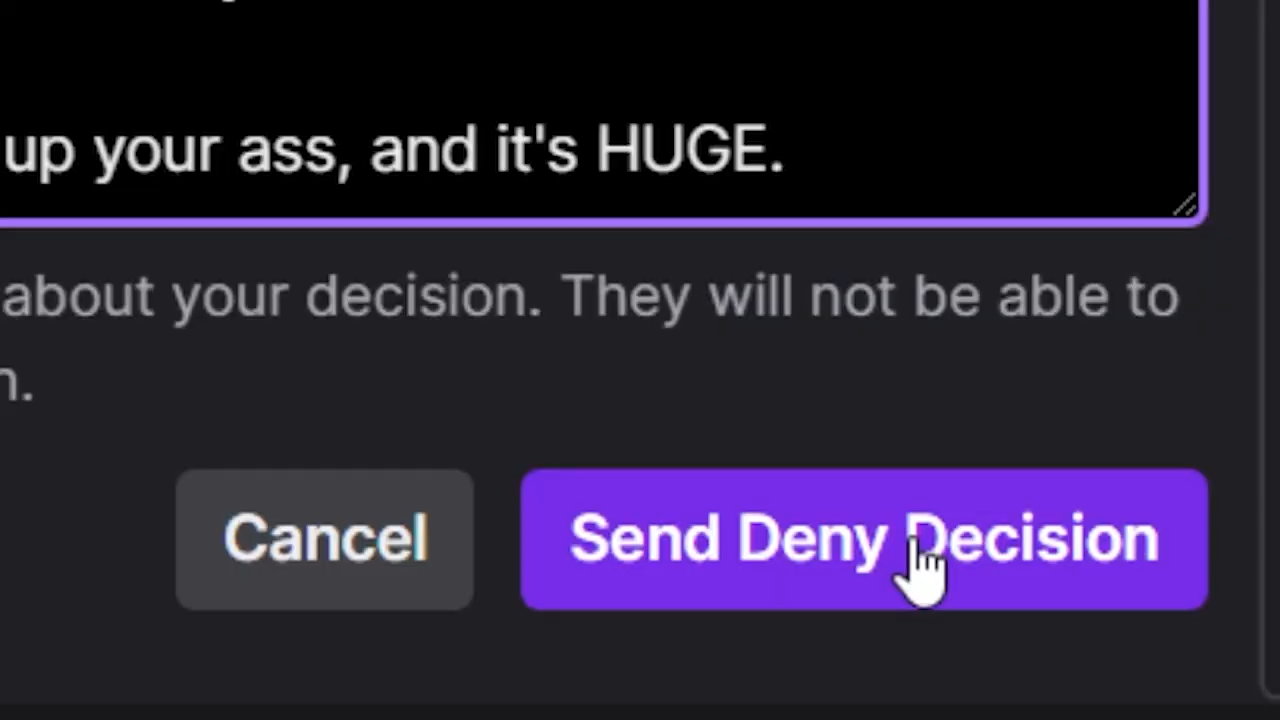 up your ass, and it's HUGE.
about your decision. They will not be able to
n.
Cancel
Send Deny Decision